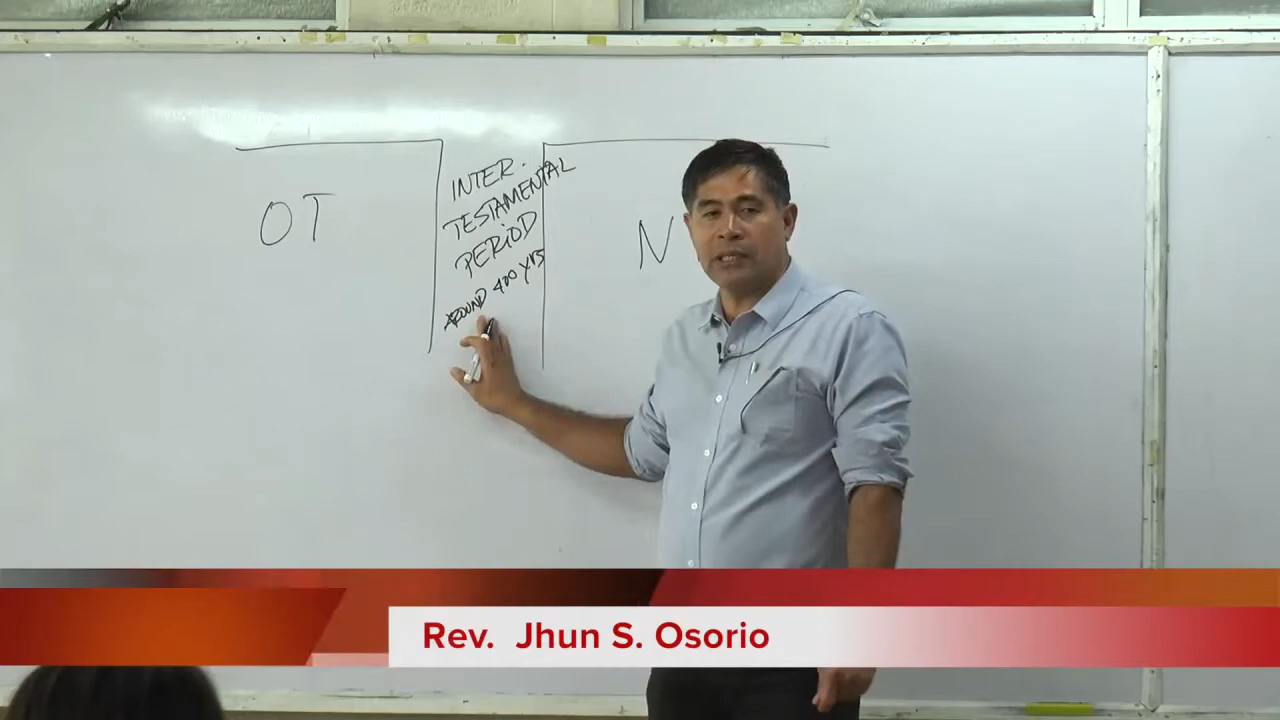 OT
INTER-
TESTAMENTAL
PERIOD
AROUND 400 yrs
N
Rev. Jhun S. Osorio